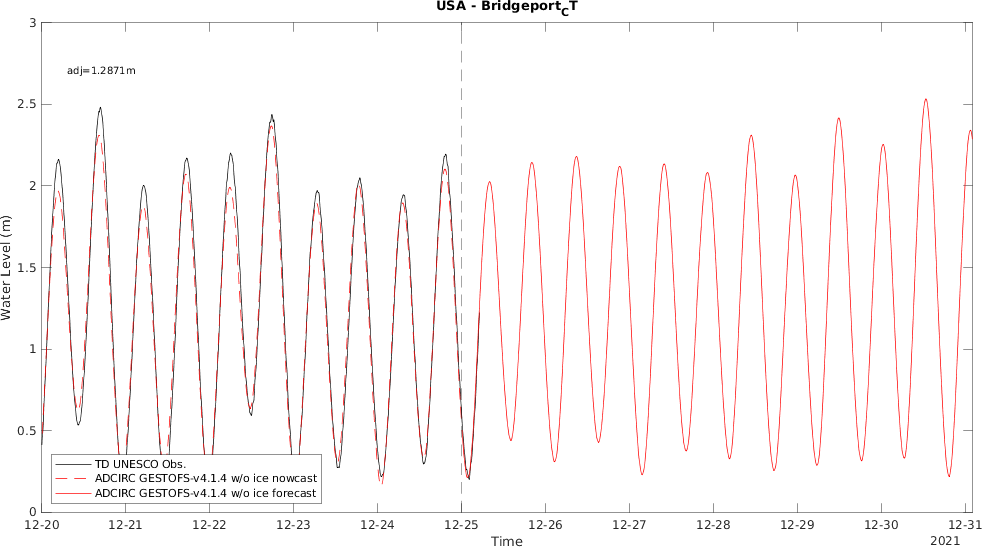 USA - Bridgeport_CT
adj=1.2871m
Water Level (m)
3
2.5
2
1.5
1
0.5
0
TD UNESCO Obs.
ADCIRC GESTOFS-v4.1.4 w/o ice nowcast
ADCIRC GESTOFS-v4.1.4 w/o ice forecast
12-20 12-21 12-22 12-23 12-24 12-25 12-26 12-27 12-28 12-29 12-30 12-31
Time
2021